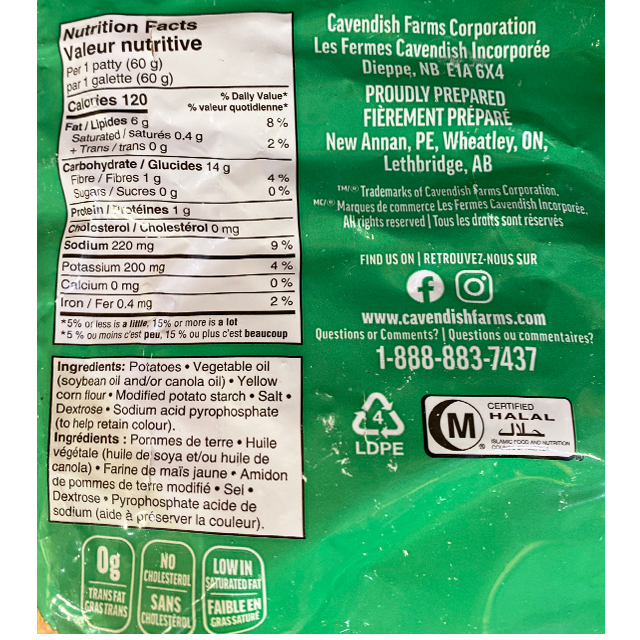 Nutrition Facts
Valeur nutritive
Per 1 patty (60 g)
par 1 galette (60 g)
Calories 120
% Daily Value*
% valeur quotidienne*
Fat / Lipides 6 g 8 %
Saturated / saturés 0.4 g
+ Trans / trans 0 g 2 %
Carbohydrate / Glucides 14 g
Fibre / Fibres 1 g 4 %
Sugars / Sucres 0 g 0 %
Protein / Protéines 1 g
Cholesterol / Cholestérol 0 mg
Sodium 220 mg 9 %
Potassium 200 mg 4 %
Calcium 0 mg 0 %
Iron / Fer 0.4 mg 2 %
*5% or less is a little, 15% or more is a lot
*5 % ou moins c'est peu, 15 % ou plus c'est beaucoup
Ingredients: Potatoes • Vegetable oil
(soybean oil and/or canola oil) • Yellow
corn flour • Modified potato starch • Salt •
Dextrose • Sodium acid pyrophosphate
(to help retain colour).
Ingrédients : Pommes de terre • Huile
végétale (huile de soya et/ou huile de
canola) • Farine de maïs jaune • Amidon
de pommes de terre modifié • Sel •
Dextrose • Pyrophosphate acide de
sodium (aide à préserver la couleur).
0g
TRANS FAT
GRAS TRANS
NO
CHOLESTEROL
SANS
CHOLESTÉROL
LOW IN
SATURATED FAT
FAIBLE EN
GRAS SATURÉ
Cavendish Farms Corporation
Les Fermes Cavendish Incorporée
Dieppe, NB E1A 6X4
PROUDLY PREPARED
FIÈREMENT PRÉPARÉ
New Annan, PE, Wheatley, ON,
Lethbridge, AB
TM/® Trademarks of Cavendish Farms Corporation.
MC/® Marques de commerce Les Fermes Cavendish Incorporée.
All rights reserved | Tous les droits sont réservés
FIND US ON | RETROUVEZ-NOUS SUR
www.cavendishfarms.com
Questions or Comments? | Questions ou commentaires?
1-888-883-7437
4
LDPE
M
CERTIFIED
HALAL
حلال
ISLAMIC FOOD AND NUTRITION